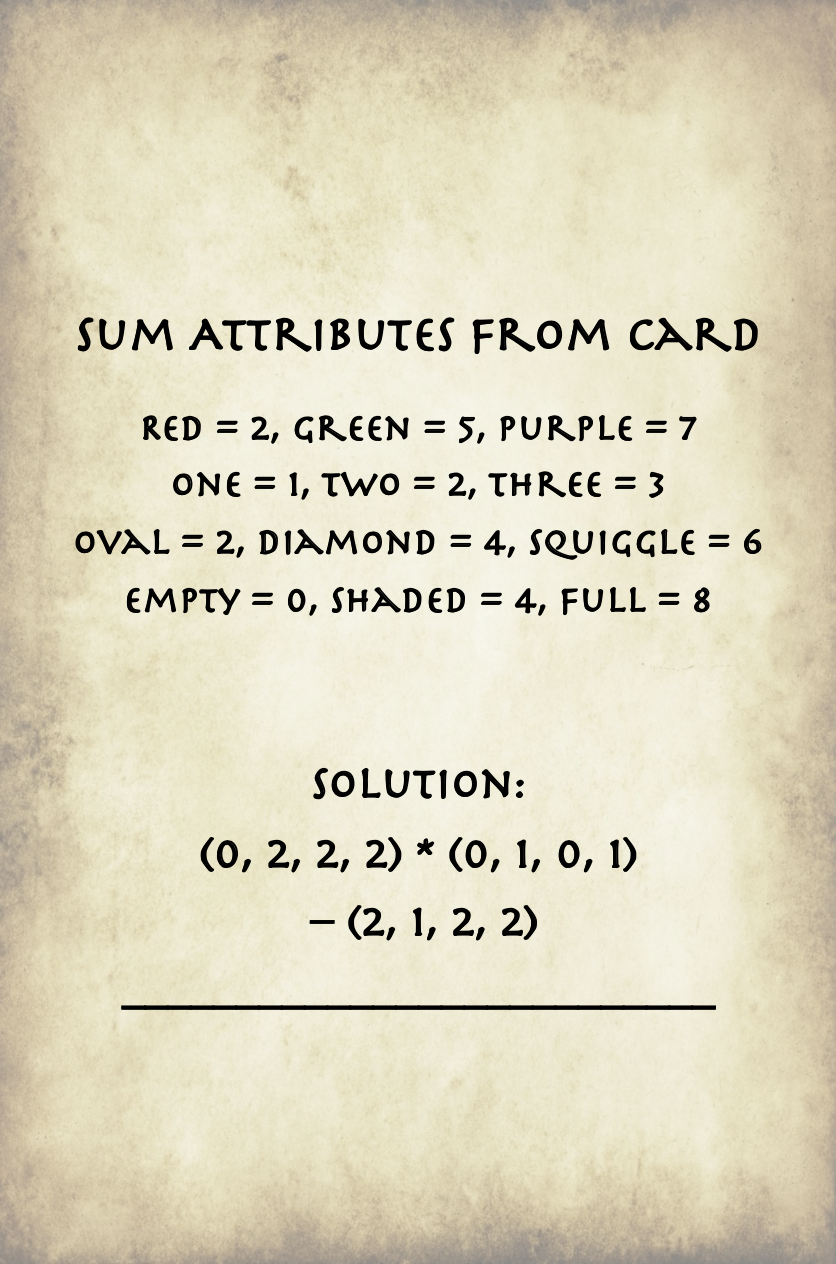 SUM ATTRIBUTES FROM CARD
RED = 2, GREEN = 5, PURPLE = 7
ONE = 1, TWO = 2, THREE = 3
OVAL = 2, DIAMOND = 4, SQUIGGLE = 6
EMPTY = 0, SHADED = 4, FULL = 8
SOLUTION:
(0, 2, 2, 2) * (0, 1, 0, 1)
– (2, 1, 2, 2)